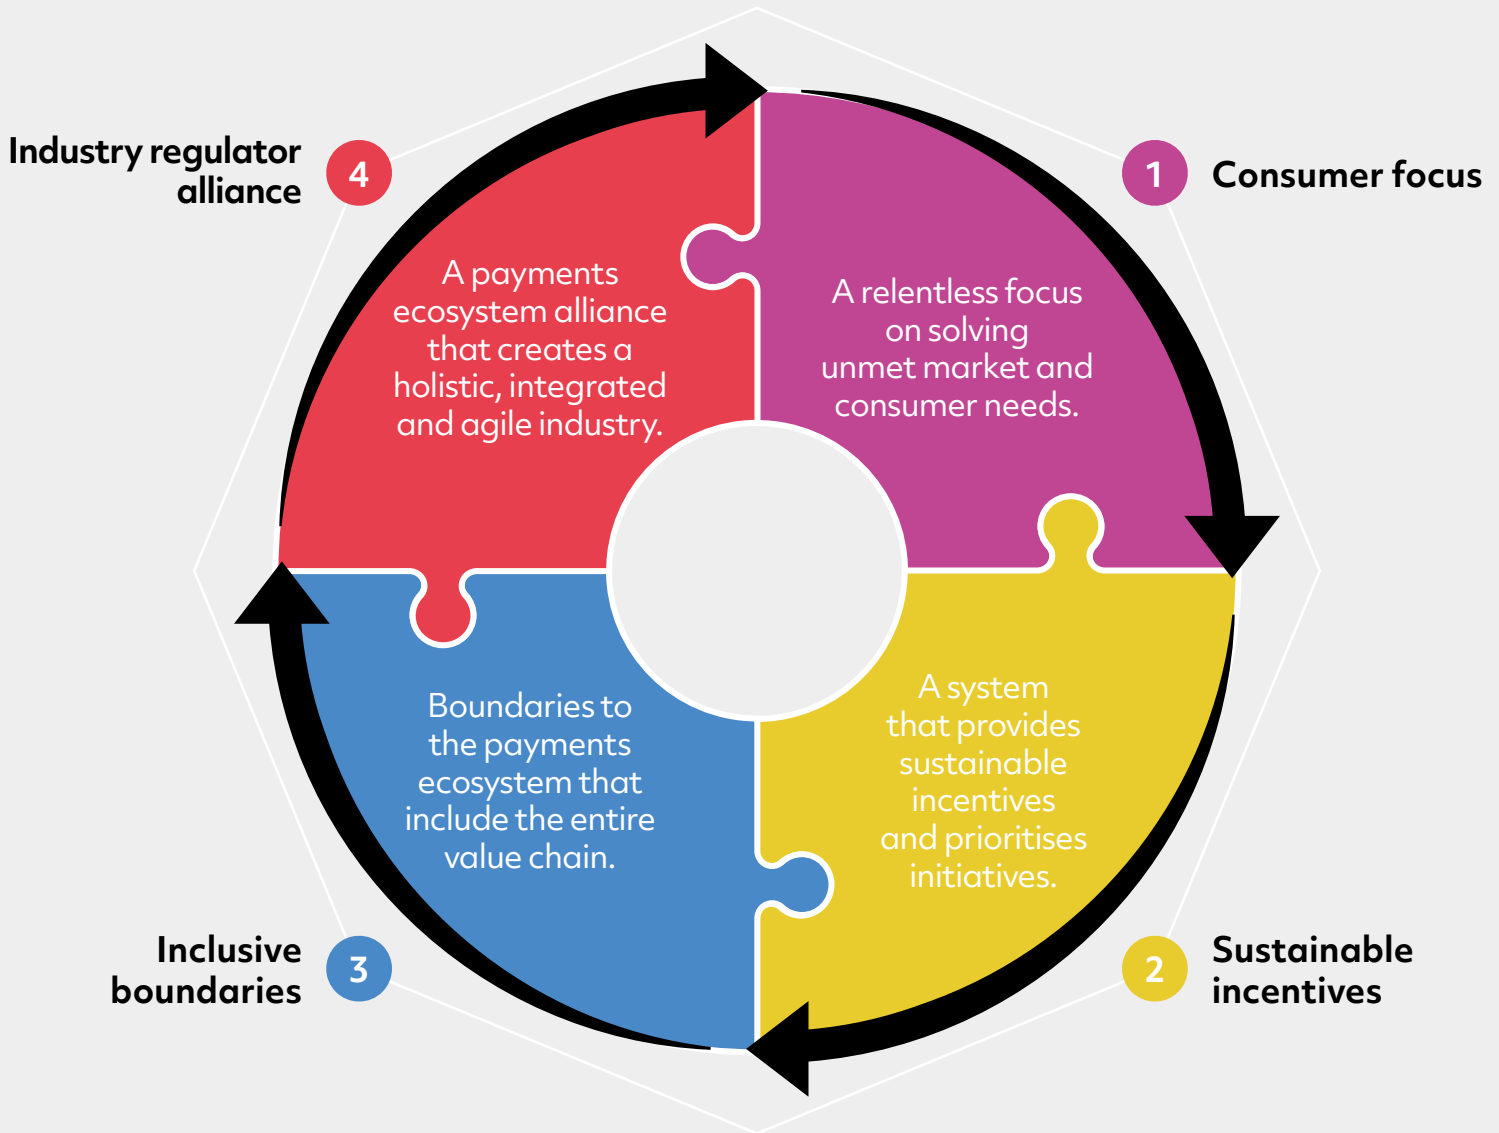 1
Consumer focus
A relentless focus
on solving
unmet market and
consumer needs.
2
Sustainable
incentives
A system
that provides
sustainable
incentives
and prioritises
initiatives.
3
Inclusive
boundaries
Boundaries to
the payments
ecosystem that
include the entire
value chain.
4
Industry regulator
alliance
A payments
ecosystem alliance
that creates a
holistic, integrated
and agile industry.